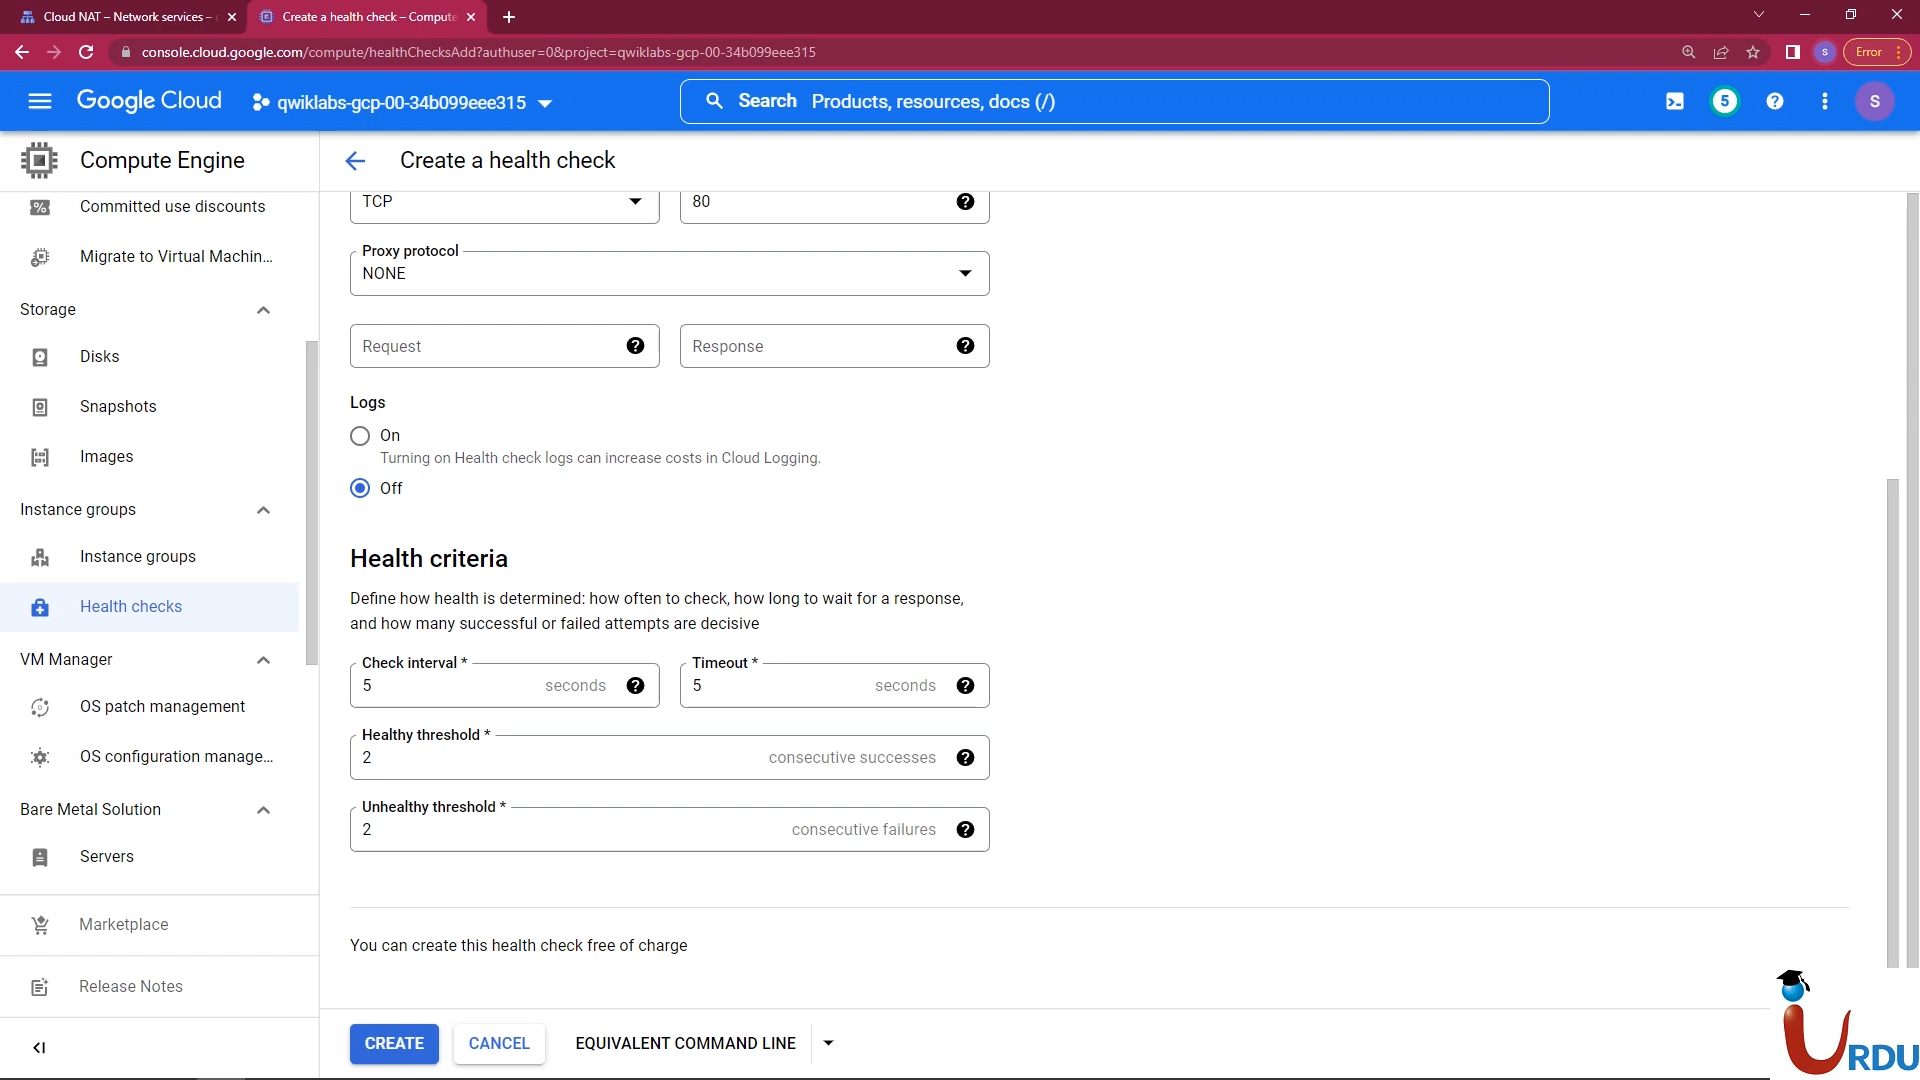 Cloud NAT – Network services –
Create a health check – Compute
console.cloud.google.com/compute/healthChecksAdd?authuser=0&project=qwiklabs-gcp-00-34b099eee315
S
Error
Google Cloud
qwiklabs-gcp-00-34b099eee315
Search Products, resources, docs (/)
5
S
Compute Engine
Create a health check
Committed use discounts
Migrate to Virtual Machin...
Storage
Disks
Snapshots
Images
Instance groups
Instance groups
Health checks
VM Manager
OS patch management
OS configuration manage...
Bare Metal Solution
Servers
Marketplace
Release Notes
TCP
80
Proxy protocol
NONE
Request
Response
Logs
On
Turning on Health check logs can increase costs in Cloud Logging.
Off
Health criteria
Define how health is determined: how often to check, how long to wait for a response,
and how many successful or failed attempts are decisive
Check interval *
5 seconds
Timeout *
5 seconds
Healthy threshold *
2 consecutive successes
Unhealthy threshold *
2 consecutive failures
You can create this health check free of charge
CREATE
CANCEL
EQUIVALENT COMMAND LINE
iURDU